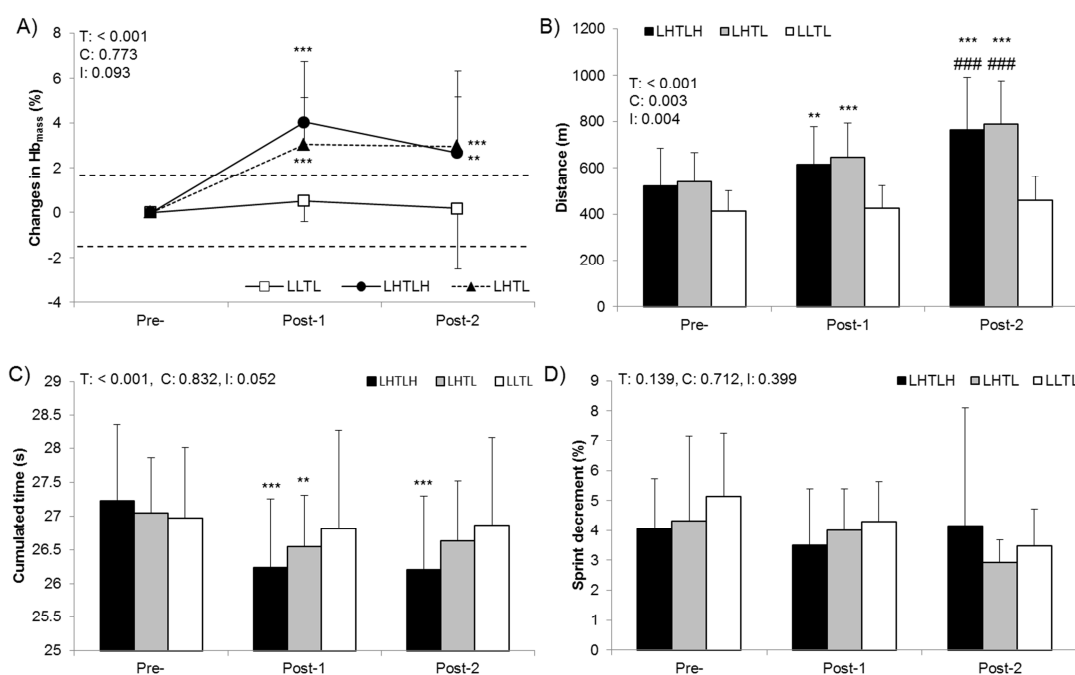 A)
T: < 0.001
C: 0.773
I: 0.093
***
***
***
**
Changes in Hbmass (%)
8
6
4
2
0
-2
-4
LLTL LHTLH LHTL
Pre- Post-1 Post-2
B)
T: < 0.001
C: 0.003
I: 0.004
** ***
*** ***
### ###
Distance (m)
1200
1000
800
600
400
200
0
LHTLH LHTL LLTL
Pre- Post-1 Post-2
C)
T: < 0.001, C: 0.832, I: 0.052
LHTLH LHTL LLTL
*** ** ***
Cumulated time (s)
29
28.5
28
27.5
27
26.5
26
25.5
25
Pre- Post-1 Post-2
D)
T: 0.139, C: 0.712, I: 0.399
LHTLH LHTL LLTL
Sprint decrement (%)
9
8
7
6
5
4
3
2
1
0
Pre- Post-1 Post-2